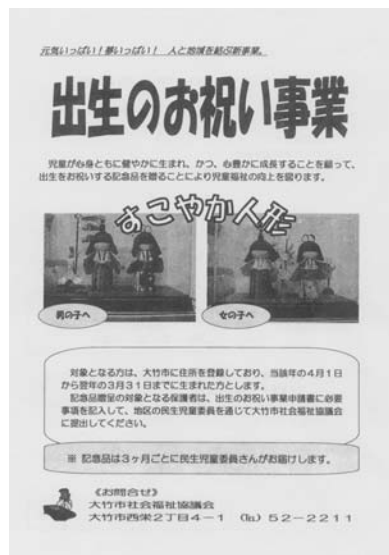 元気いっぱい!夢いっぱい! 人と地域を結ぶ新事業。
出生のお祝い事業
児童が心身ともに健やかに生まれ、かつ、心豊かに成長することを願って、
出生をお祝いする記念品を贈ることにより児童福祉の向上を図ります。
すこやか人形
男の子へ
女の子へ
対象となる方は、大竹市に住所を登録しており、当該年の4月1日
から翌年の3月31日までに生まれた方とします。
記念品贈呈の対象となる保護者は、出生のお祝い事業申請書に必要
事項を記入して、地区の民生児童委員を通じて大竹市社会福祉協議会
に提出してください。
※ 記念品は3ヶ月ごとに民生児童委員さんがお届けします。
《お問合せ》
大竹市社会福祉協議会
大竹市西栄2丁目4-1 (℡)52-2211